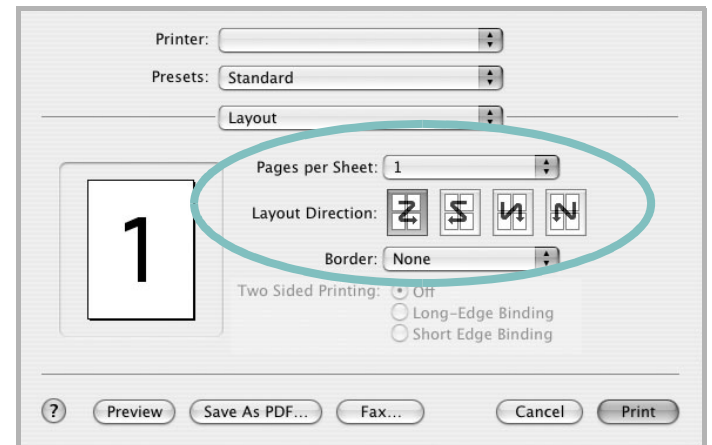 Printer:
Presets: Standard
Layout
Pages per Sheet: 1
1
Layout Direction:
Border: None
Two Sided Printing: Off
Long-Edge Binding
Short Edge Binding
? Preview Save As PDF... Fax... Cancel Print